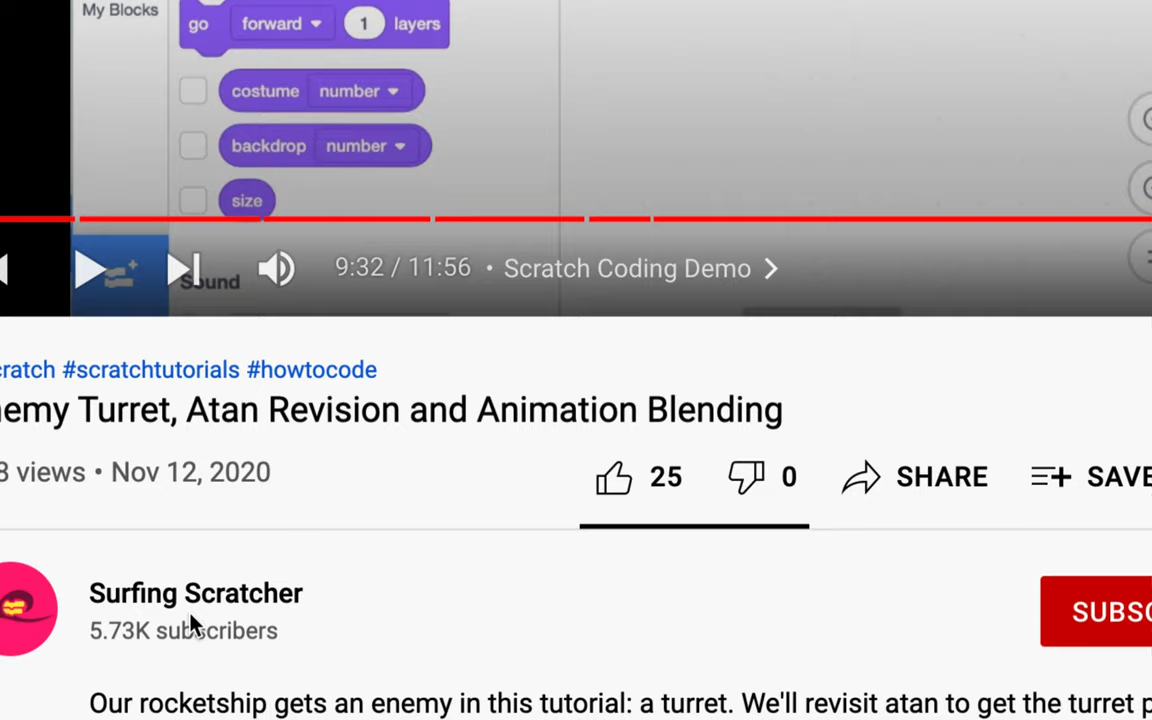 My Blocks
go forward 1 layers
costume number
backdrop number
size
Sound
9:32 / 11:56 • Scratch Coding Demo
#scratchtutorials #howtocode
Turret, Atan Revision and Animation Blending
views • Nov 12, 2020
25 0 SHARE SAVE
Surfing Scratcher
5.73K subscribers
Our rocketship gets an enemy in this tutorial: a turret. We'll revisit atan to get the turret